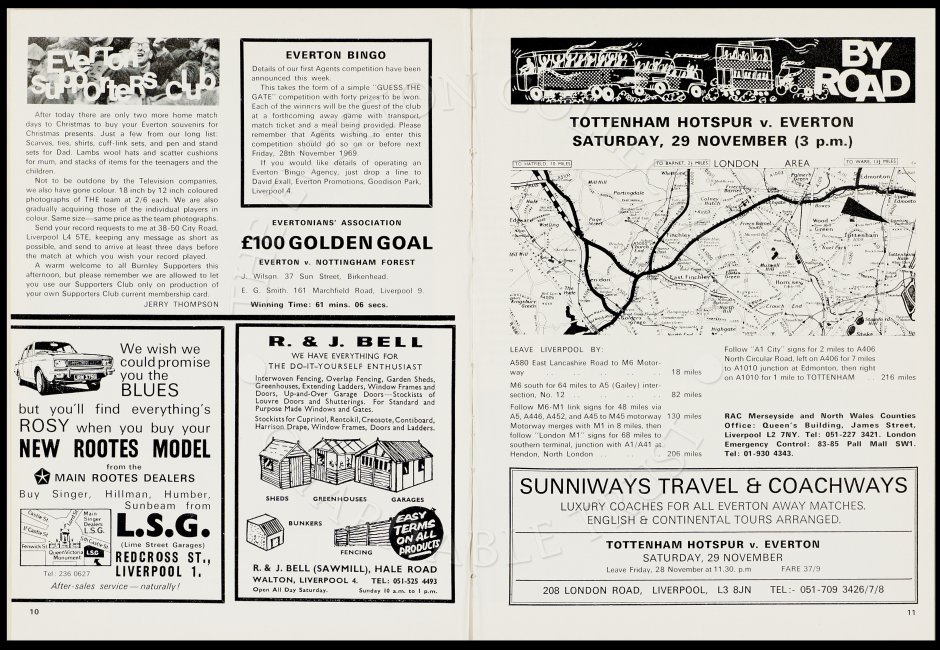 Everton
Supporters Club
After today there are only two more home match
days to Christmas to buy your Everton souvenirs for
Christmas presents. Just a few from our long list:
Scarves, ties, shirts, cuff-link sets, and pen and stand
sets for Dad. Lambs wool hats and scatter cushions
for mum, and stacks of items for the teenagers and the
children.
Not to be outdone by the Television companies,
we also have gone colour. 18 inch by 12 inch coloured
photographs of THE team at 2/6 each. We are also
gradually acquiring those of the individual players in
colour. Same size—same price as the team photographs.
Send your record requests to me at 38-50 City Road,
Liverpool L4 5TE, keeping any message as short as
possible, and send to arrive at least three days before
the match at which you wish your record played.
A warm welcome to all Burnley Supporters this
afternoon, but please remember we are allowed to let
you use our Supporters Club only on production of
your own Supporters Club current membership card.
JERRY THOMPSON
EVERTON BINGO
Details of our first Agents competition have been
announced this week.
This takes the form of a simple "GUESS THE
GATE" competition with forty prizes to be won.
Each of the winners will be the guest of the club
at a forthcoming away game with transport,
match ticket and a meal being provided. Please
remember that Agents wishing to enter this
competition should do so on or before next
Friday, 28th November 1969.
If you would like details of operating an
Everton Bingo Agency, just drop a line to
David Exall, Everton Promotions, Goodison Park,
Liverpool 4.
EVERTONIANS' ASSOCIATION
£100 GOLDEN GOAL
EVERTON v. NOTTINGHAM FOREST
J. Wilson, 37 Sun Street, Birkenhead.
E. G. Smith, 161 Marchfield Road, Liverpool 9.
Winning Time: 61 mins. 06 secs.
We wish we
could promise
you the
BLUES
but you'll find everything's
ROSY when you buy your
NEW ROOTES MODEL
from the
MAIN ROOTES DEALERS
Buy Singer, Hillman, Humber,
Sunbeam from
L.S.G.
(Lime Street Garages)
REDCROSS ST.,
LIVERPOOL 1.
Castle St.
Main
Singer
Dealers
L.S.G.
Fenwick St.
Queen Victoria
Monument
LSG
Tel: 236 0627
After-sales service — naturally!
10
R. & J. BELL
WE HAVE EVERYTHING FOR
THE DO-IT-YOURSELF ENTHUSIAST
Interwoven Fencing, Overlap Fencing, Garden Sheds,
Greenhouses, Extending Ladders, Window Frames and
Doors, Up-and-Over Garage Doors—Stockists of
Louvre Doors and Shutterings. For Standard and
Purpose Made Windows and Gates.
Stockists for Cuprinol, Rentokil, Creosote, Contiboard,
Harrison Drape, Window Frames, Doors and Ladders.
SHEDS GREENHOUSES GARAGES
BUNKERS
FENCING
EASY
TERMS
ON ALL
PRODUCTS
R. & J. BELL (SAWMILL), HALE ROAD
WALTON, LIVERPOOL 4. TEL: 051-525 4493
Open All Day Saturday. Sunday 10 a.m. to 1 p.m.
BY
ROAD
TOTTENHAM HOTSPUR v. EVERTON
SATURDAY, 29 NOVEMBER (3 p.m.)
LONDON AREA
Mill Hill
Edmonton
Wood
Green
Tottenham
Finchley
East Finchley
Hornsey
Muswell
Hill
Crouch End
Highgate
LEAVE LIVERPOOL BY:
A580 East Lancashire Road to M6 Motor-
way .. .. .. .. .. 18 miles
M6 south for 64 miles to A5 (Gailey) inter-
section, No. 12 .. .. .. .. 82 miles
Follow M6-M1 link signs for 48 miles via
A5, A446, A452, and A45 to M45 motorway 130 miles
Motorway merges with M1 in 8 miles, then
follow "London M1" signs for 68 miles to
southern terminal, junction with A1/A41 at
Hendon, North London .. .. .. 206 miles
Follow "A1 City" signs for 2 miles to A406
North Circular Road, left on A406 for 7 miles
to A1010 junction at Edmonton, then right
on A1010 for 1 mile to TOTTENHAM .. 216 miles
RAC Merseyside and North Wales Counties
Office: Queen's Building, James Street,
Liverpool L2 7NY. Tel: 051-227 3421. London
Emergency Control: 83-85 Pall Mall SW1.
Tel: 01-930 4343.
SUNNIWAYS TRAVEL & COACHWAYS
LUXURY COACHES FOR ALL EVERTON AWAY MATCHES.
ENGLISH & CONTINENTAL TOURS ARRANGED.
TOTTENHAM HOTSPUR v. EVERTON
SATURDAY, 29 NOVEMBER
Leave Friday, 28 November at 11.30. p.m FARE 37/9
208 LONDON ROAD, LIVERPOOL, L3 8JN TEL:- 051-709 3426/7/8
11